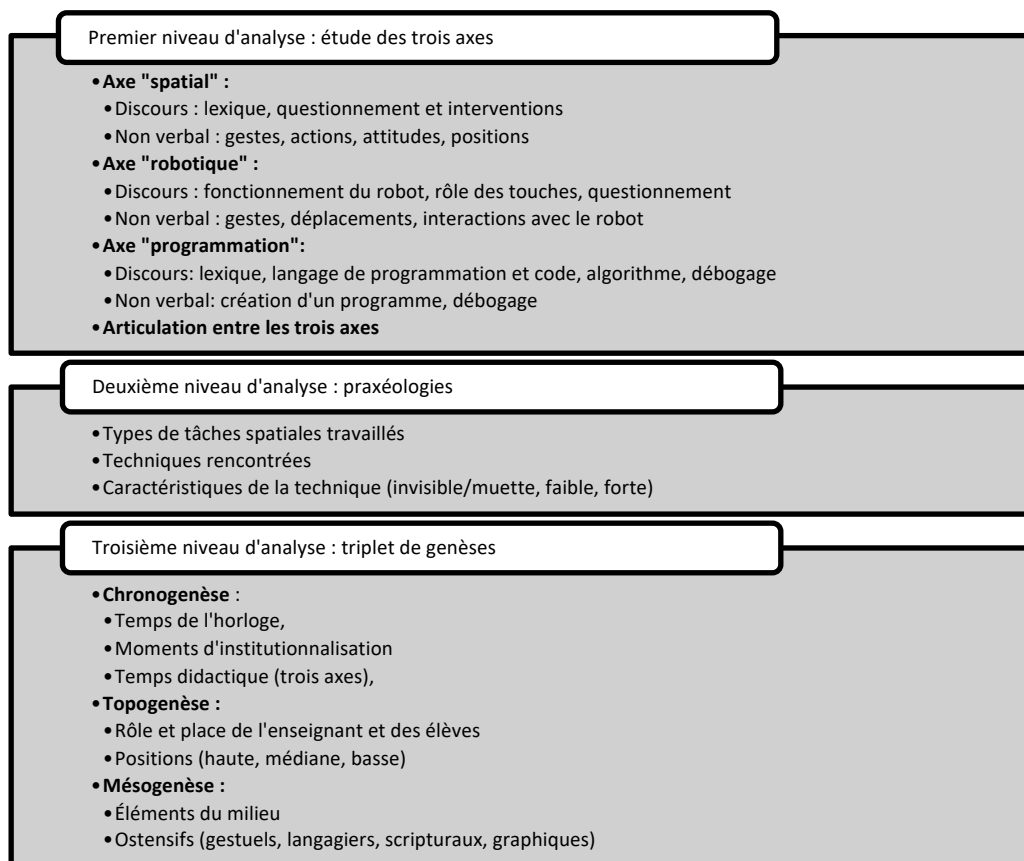 Premier niveau d'analyse : étude des trois axes
•Axe "spatial" :
•Discours : lexique, questionnement et interventions
•Non verbal : gestes, actions, attitudes, positions
•Axe "robotique" :
•Discours : fonctionnement du robot, rôle des touches, questionnement
•Non verbal : gestes, déplacements, interactions avec le robot
•Axe "programmation":
•Discours: lexique, langage de programmation et code, algorithme, débogage
•Non verbal: création d'un programme, débogage
•Articulation entre les trois axes
Deuxième niveau d'analyse : praxéologies
•Types de tâches spatiales travaillés
•Techniques rencontrées
•Caractéristiques de la technique (invisible/muette, faible, forte)
Troisième niveau d'analyse : triplet de genèses
•Chronogenèse :
•Temps de l'horloge,
•Moments d'institutionnalisation
•Temps didactique (trois axes),
•Topogenèse :
•Rôle et place de l'enseignant et des élèves
•Positions (haute, médiane, basse)
•Mésogenèse :
•Éléments du milieu
•Ostensifs (gestuels, langagiers, scripturaux, graphiques)